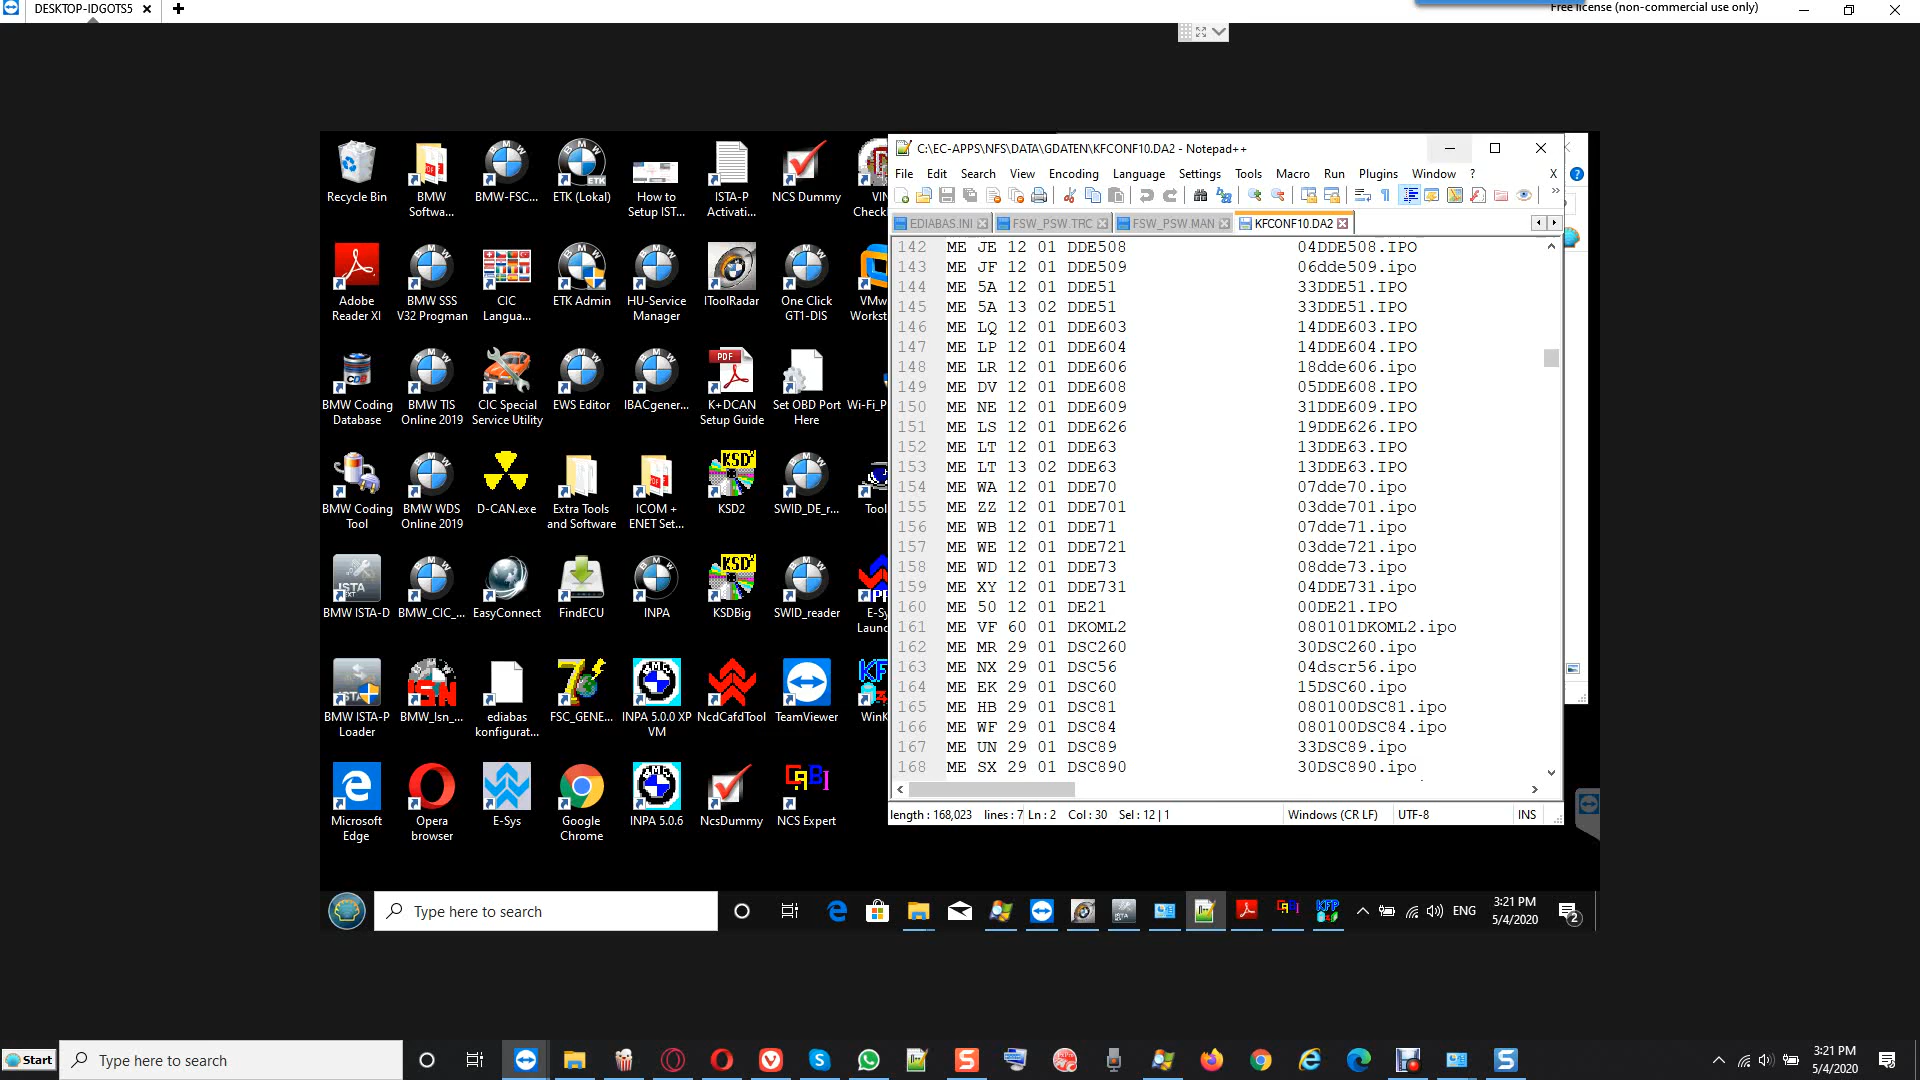 DESKTOP-IDGOTS5
Free license (non-commercial use only)
Recycle Bin
BMW Softwa...
BMW-FSC...
ETK (Lokal)
How to Setup IST...
ISTA-P Activati...
NCS Dummy
VIN Check
Adobe Reader XI
BMW SSS V32 Progman
CIC Langua...
ETK Admin
HU-Service Manager
IToolRadar
One Click GT1-DIS
VMw Workst
BMW Coding Database
BMW TIS Online 2019
CIC Special Service Utility
EWS Editor
IBACgener...
K+DCAN Setup Guide
Set OBD Port Here
Wi-Fi_P
BMW Coding Tool
BMW WDS Online 2019
D-CAN.exe
Extra Tools and Software
ICOM + ENET Set...
KSD2
SWID_DE_r...
Tool
BMW ISTA-D
BMW_CIC_...
EasyConnect
FindECU
INPA
KSDBig
SWID_reader
E-Sy Launc
BMW ISTA-P Loader
BMW_Isn_...
ediabas konfigurat...
FSC_GENE...
INPA 5.0.0 XP VM
NcdCafdTool
TeamViewer
WinK
Microsoft Edge
Opera browser
E-Sys
Google Chrome
INPA 5.0.6
NcsDummy
NCS Expert
C:\EC-APPS\NFS\DATA\GDATEN\KFCONF10.DA2 - Notepad++
File Edit Search View Encoding Language Settings Tools Macro Run Plugins Window ? X
EDIABAS.INI FSW_PSW.TRC FSW_PSW.MAN KFCONF10.DA2
142 ME JE 12 01 DDE508 04DDE508.IPO
143 ME JF 12 01 DDE509 06dde509.ipo
144 ME 5A 12 01 DDE51 33DDE51.IPO
145 ME 5A 13 02 DDE51 33DDE51.IPO
146 ME LQ 12 01 DDE603 14DDE603.IPO
147 ME LP 12 01 DDE604 14DDE604.IPO
148 ME LR 12 01 DDE606 18dde606.ipo
149 ME DV 12 01 DDE608 05DDE608.IPO
150 ME NE 12 01 DDE609 31DDE609.IPO
151 ME LS 12 01 DDE626 19DDE626.IPO
152 ME LT 12 01 DDE63 13DDE63.IPO
153 ME LT 13 02 DDE63 13DDE63.IPO
154 ME WA 12 01 DDE70 07dde70.ipo
155 ME ZZ 12 01 DDE701 03dde701.ipo
156 ME WB 12 01 DDE71 07dde71.ipo
157 ME WE 12 01 DDE721 03dde721.ipo
158 ME WD 12 01 DDE73 08dde73.ipo
159 ME XY 12 01 DDE731 04DDE731.ipo
160 ME 50 12 01 DE21 00DE21.IPO
161 ME VF 60 01 DKOML2 080101DKOML2.ipo
162 ME MR 29 01 DSC260 30DSC260.ipo
163 ME NX 29 01 DSC56 04dscr56.ipo
164 ME EK 29 01 DSC60 15DSC60.ipo
165 ME HB 29 01 DSC81 080100DSC81.ipo
166 ME WF 29 01 DSC84 080100DSC84.ipo
167 ME UN 29 01 DSC89 33DSC89.ipo
168 ME SX 29 01 DSC890 30DSC890.ipo
length : 168,023 lines : 7 Ln : 2 Col : 30 Sel : 12 | 1 Windows (CR LF) UTF-8 INS
Type here to search
ENG
3:21 PM
5/4/2020
2
Start
Type here to search
3:21 PM
5/4/2020